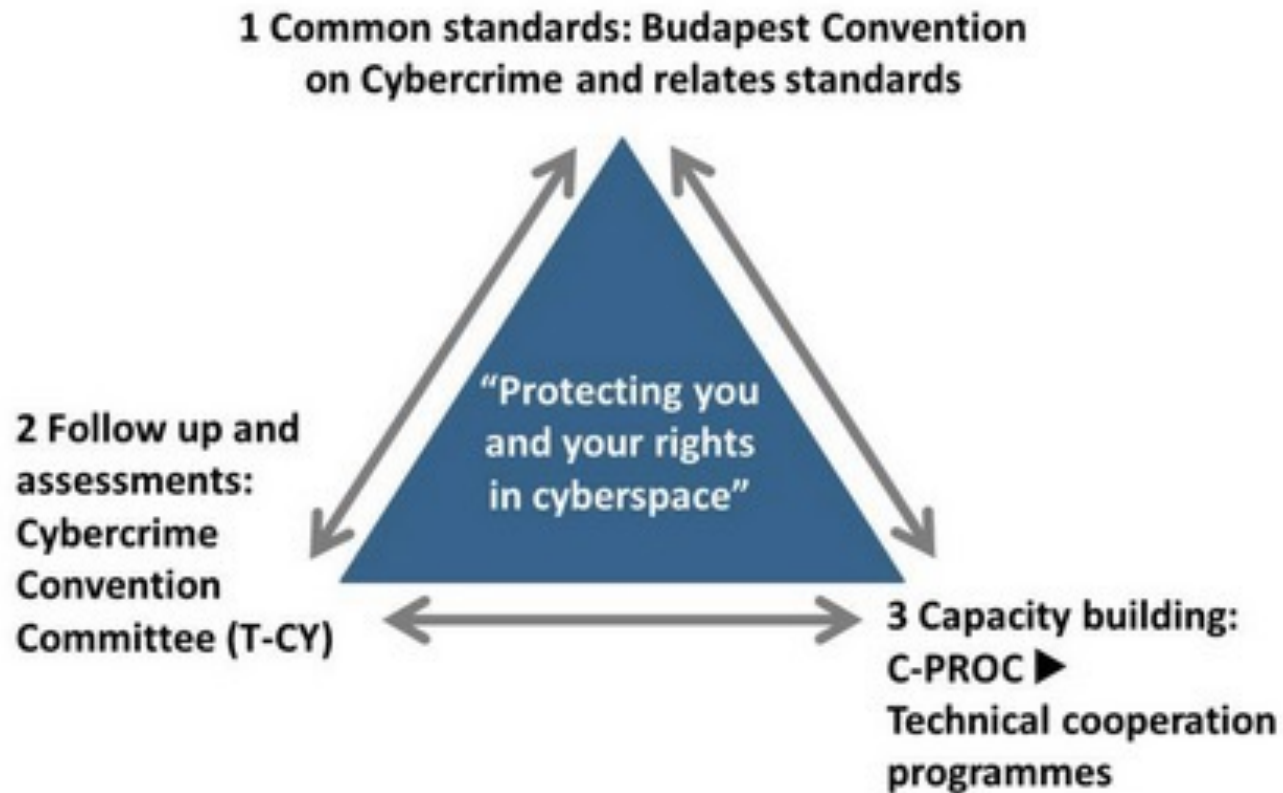 1 Common standards: Budapest Convention
on Cybercrime and relates standards
“Protecting you
and your rights
in cyberspace”
2 Follow up and
assessments:
Cybercrime
Convention
Committee (T-CY)
3 Capacity building:
C-PROC ▶
Technical cooperation
programmes